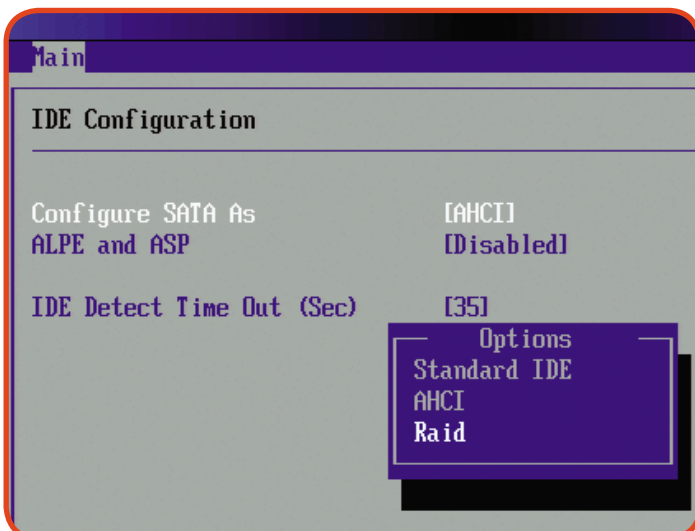 Main
IDE Configuration
Configure SATA As [AHCI]
ALPE and ASP [Disabled]
IDE Detect Time Out (Sec) [35]
Options
Standard IDE
AHCI
Raid